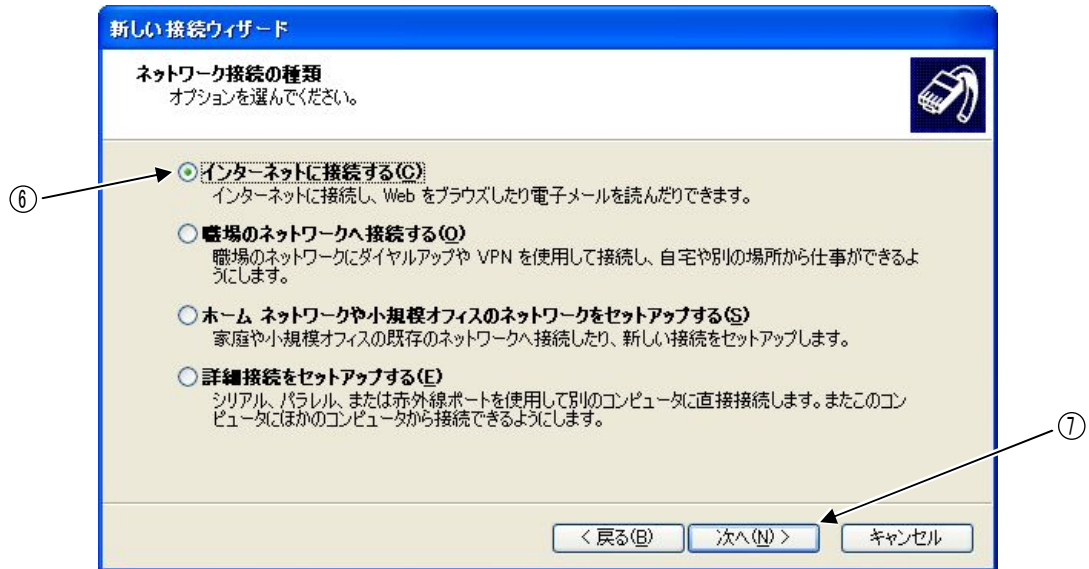 新しい接続ウィザード
ネットワーク接続の種類
オプションを選んでください。
⑥
インターネットに接続する(C)
インターネットに接続し、Web をブラウズしたり電子メールを読んだりできます。
職場のネットワークへ接続する(O)
職場のネットワークにダイヤルアップや VPN を使用して接続し、自宅や別の場所から仕事ができるよ
うにします。
ホーム ネットワークや小規模オフィスのネットワークをセットアップする(S)
家庭や小規模オフィスの既存のネットワークへ接続したり、新しい接続をセットアップします。
詳細接続をセットアップする(E)
シリアル、パラレル、または赤外線ポートを使用して別のコンピュータに直接接続します。またこのコン
ピュータにほかのコンピュータから接続できるようにします。
⑦
< 戻る(B)
次へ(N) >
キャンセル